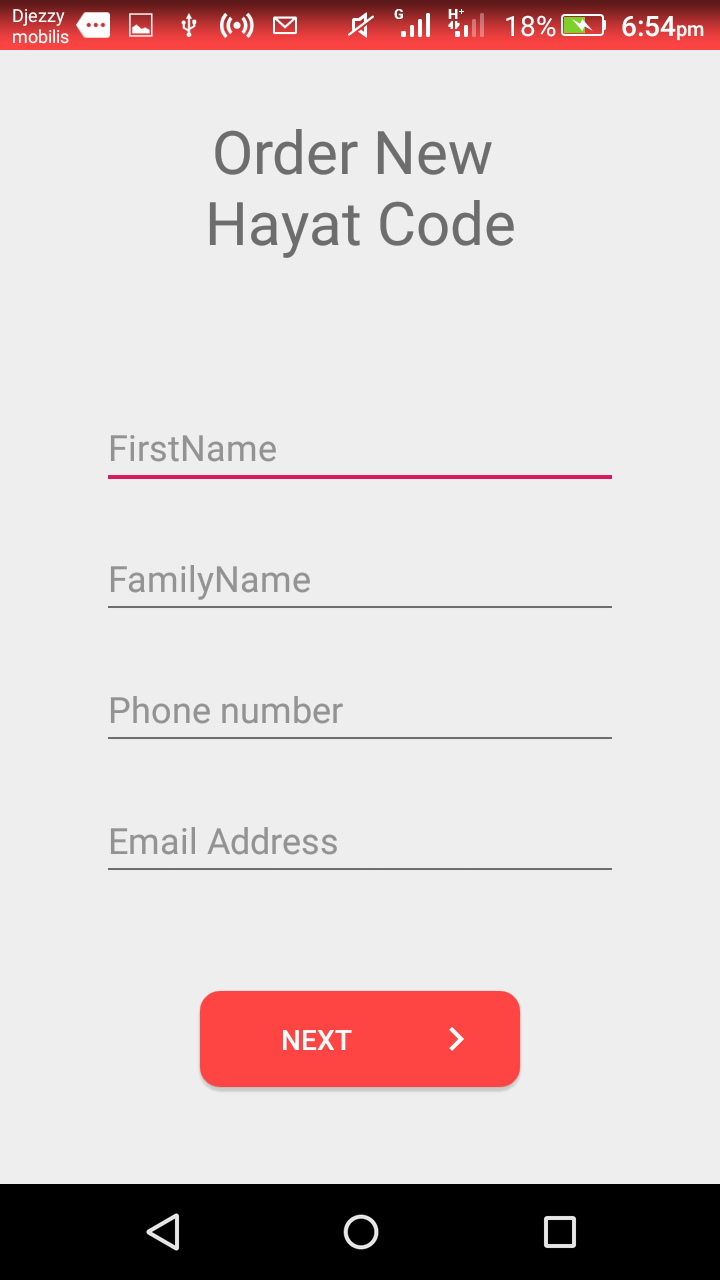 Djezzy
mobilis
G
H+
18%
6:54pm
Order New
Hayat Code
FirstName
FamilyName
Phone number
Email Address
NEXT